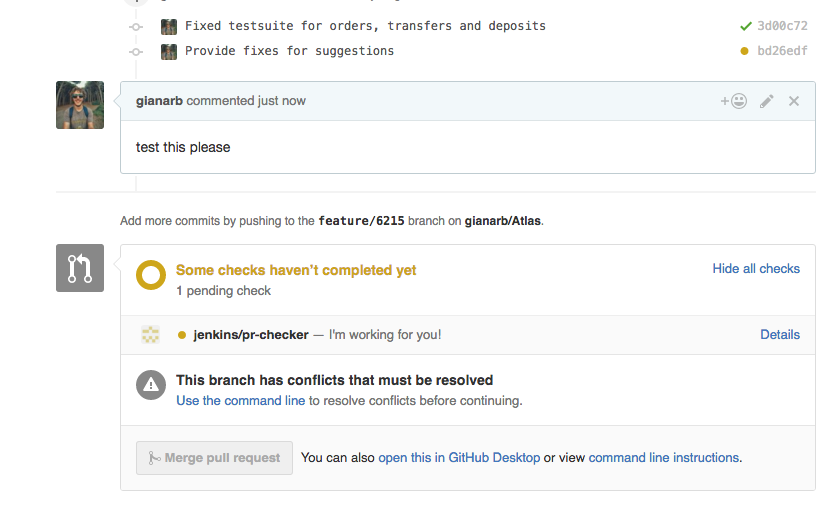 Fixed testsuite for orders, transfers and deposits 3d00c72
Provide fixes for suggestions bd26edf
gianarb commented just now
test this please
Add more commits by pushing to the feature/6215 branch on gianarb/Atlas.
Some checks haven’t completed yet
Hide all checks
1 pending check
jenkins/pr-checker — I'm working for you! Details
This branch has conflicts that must be resolved
Use the command line to resolve conflicts before continuing.
Merge pull request You can also open this in GitHub Desktop or view command line instructions.